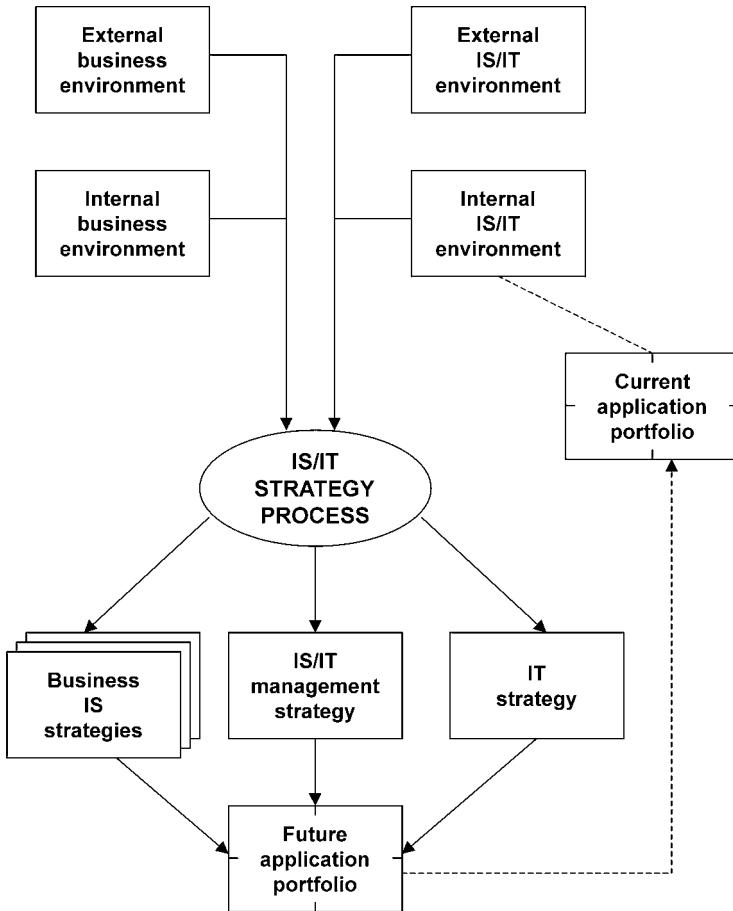 External
business
environment
External
IS/IT
environment
Internal
business
environment
Internal
IS/IT
environment
Current
application
portfolio
IS/IT
STRATEGY
PROCESS
Business
IS
strategies
IS/IT
management
strategy
IT
strategy
Future
application
portfolio